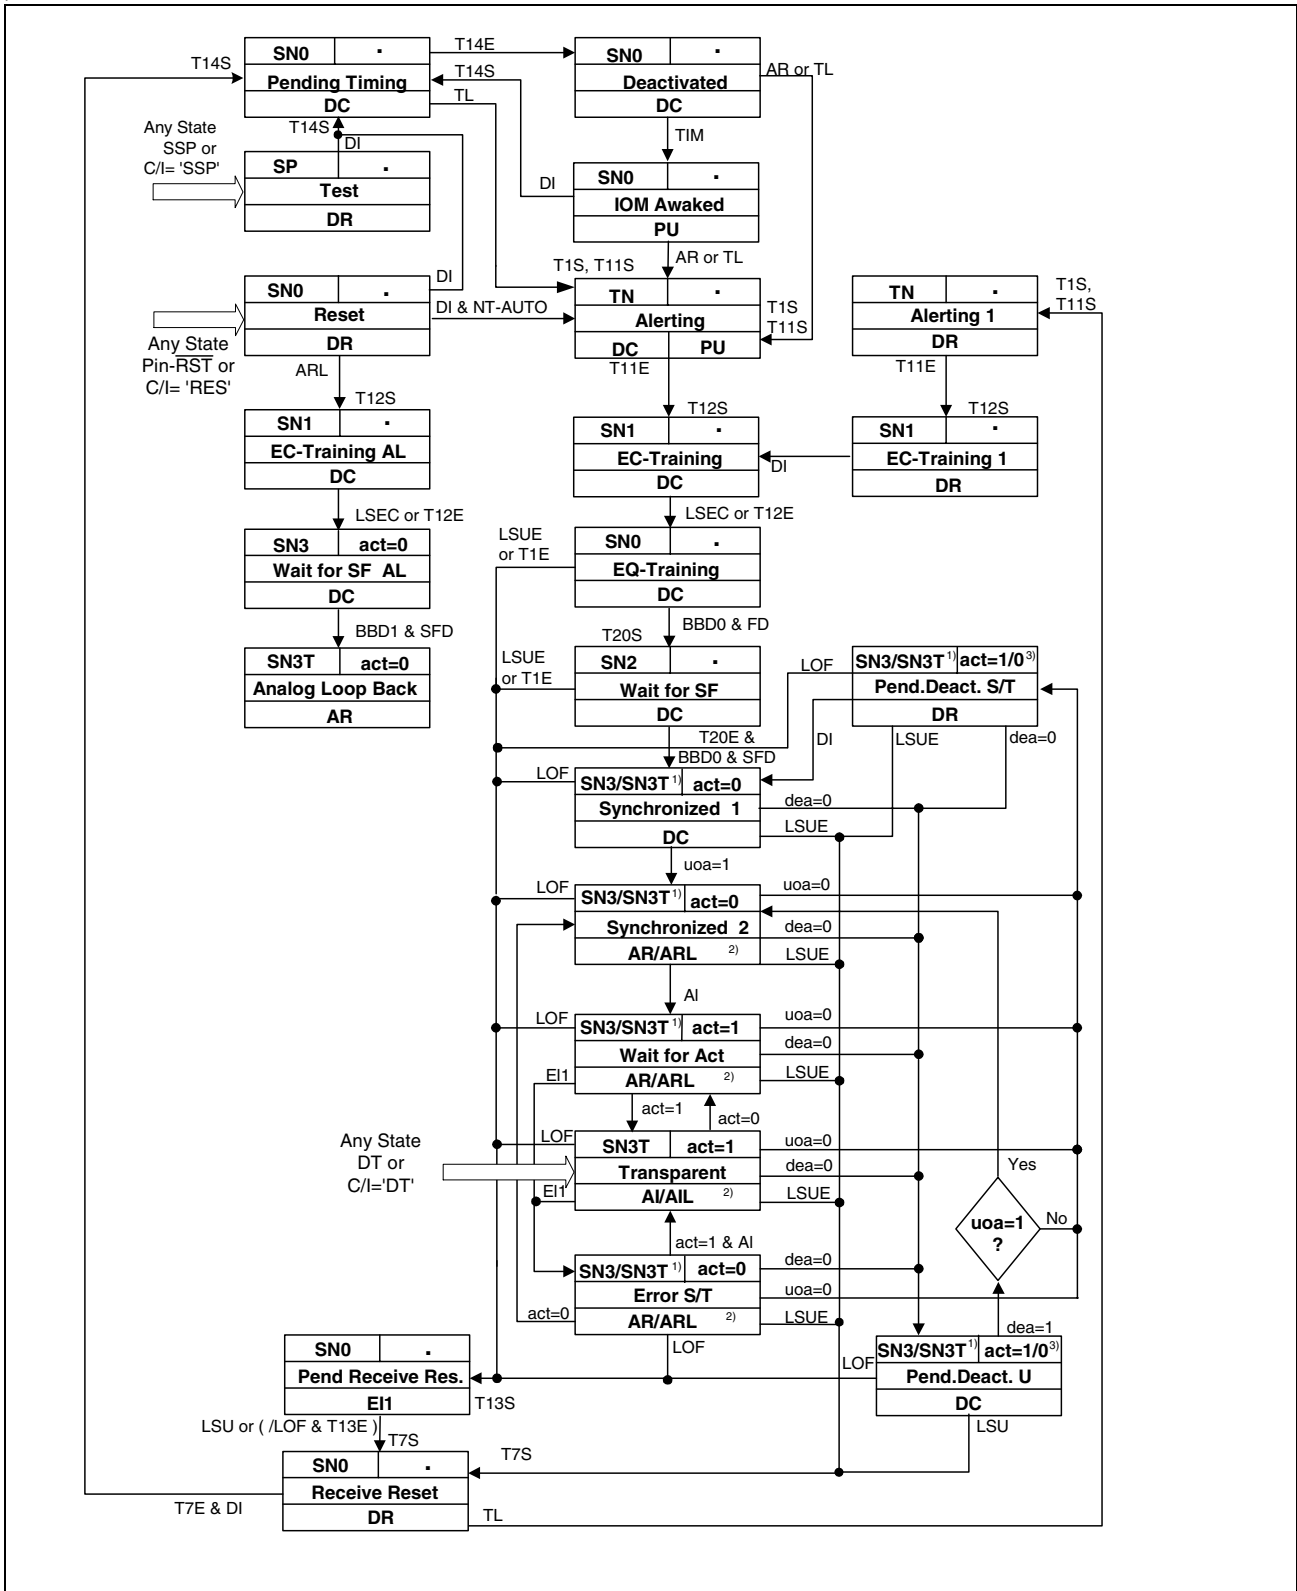 T14S
SN0 .
Pending Timing
DC
T14E
T14S
TL
SN0 .
Deactivated
DC
AR or TL
T14S
DI
TIM
Any State
SSP or
C/I= 'SSP'
SP .
Test
DR
DI
SN0 .
IOM Awaked
PU
AR or TL
T1S, T11S
DI
SN0 .
Reset
DR
DI & NT-AUTO
Any State
Pin-RST or
C/I= 'RES'
ARL
TN .
Alerting
DC PU
T1S
T11S
T11E
TN .
Alerting 1
DR
T1S,
T11S
T11E
T12S
SN1 .
EC-Training AL
DC
T12S
SN1 .
EC-Training
DC
DI
T12S
SN1 .
EC-Training 1
DR
LSEC or T12E
LSEC or T12E
SN3 act=0
Wait for SF AL
DC
LSUE
or T1E
SN0 .
EQ-Training
DC
BBD1 & SFD
BBD0 & FD
T20S
SN3T act=0
Analog Loop Back
AR
LSUE
or T1E
SN2 .
Wait for SF
DC
LOF
SN3/SN3T 1) act=1/0 3)
Pend.Deact. S/T
DR
T20E &
BBD0 & SFD
DI
LSUE
dea=0
LOF
SN3/SN3T 1) act=0
Synchronized 1
DC
dea=0
LSUE
uoa=1
LOF
SN3/SN3T 1) act=0
Synchronized 2
AR/ARL 2)
uoa=0
dea=0
LSUE
AI
LOF
SN3/SN3T 1) act=1
Wait for Act
AR/ARL 2)
uoa=0
dea=0
LSUE
EI1
act=1
act=0
Any State
DT or
C/I='DT'
LOF
SN3T act=1
Transparent
AI/AIL 2)
uoa=0
dea=0
LSUE
EI1
Yes
uoa=1
?
No
act=1 & AI
SN3/SN3T 1) act=0
Error S/T
AR/ARL 2)
dea=0
uoa=0
LSUE
act=0
LOF
dea=1
SN0 .
Pend Receive Res.
EI1
T13S
LOF
SN3/SN3T 1) act=1/0 3)
Pend.Deact. U
DC
LSU
LSU or ( /LOF & T13E )
T7S
T7S
SN0 .
Receive Reset
DR
T7E & DI
TL